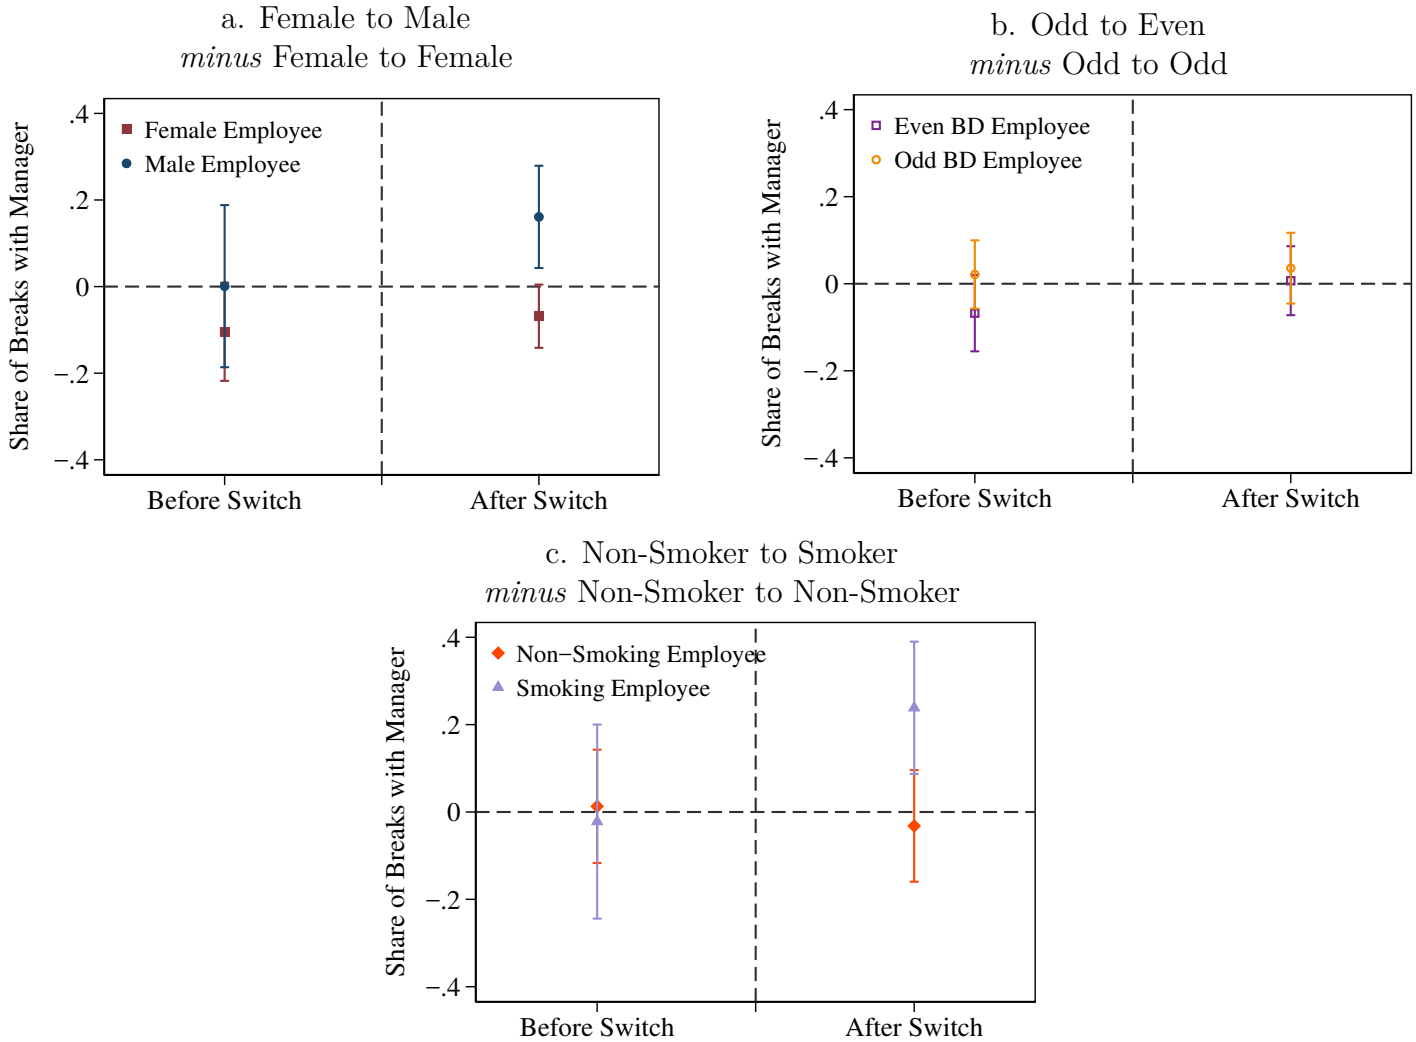 a. Female to Male
minus Female to Female
Share of Breaks with Manager
.4
.2
0
−.2
−.4
Female Employee
Male Employee
Before Switch
After Switch
b. Odd to Even
minus Odd to Odd
Share of Breaks with Manager
.4
.2
0
−.2
−.4
Even BD Employee
Odd BD Employee
Before Switch
After Switch
c. Non-Smoker to Smoker
minus Non-Smoker to Non-Smoker
Share of Breaks with Manager
.4
.2
0
−.2
−.4
Non−Smoking Employee
Smoking Employee
Before Switch
After Switch